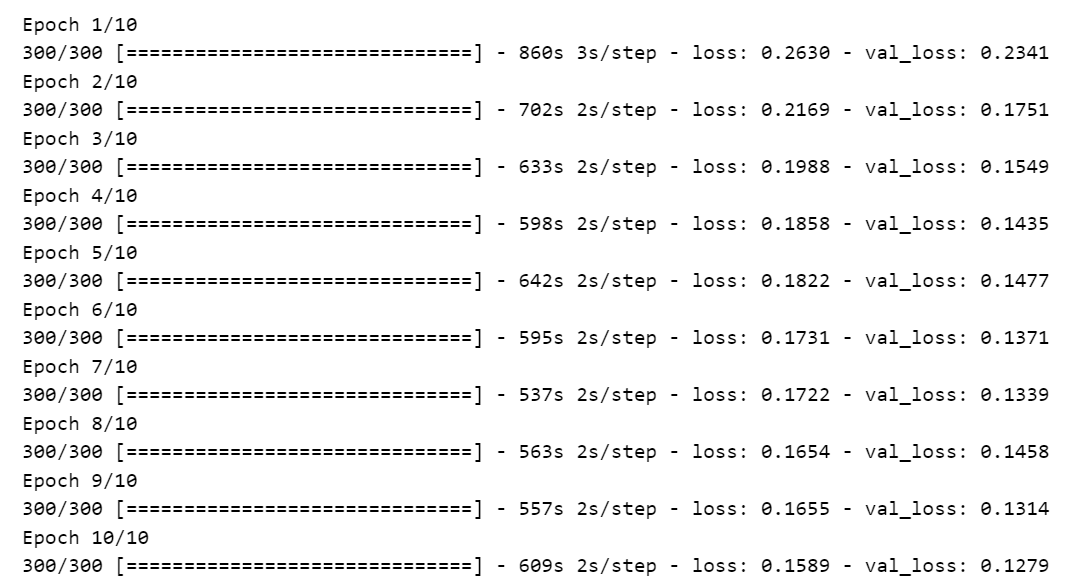 Epoch 1/10
300/300 [==============================] - 860s 3s/step - loss: 0.2630 - val_loss: 0.2341
Epoch 2/10
300/300 [==============================] - 702s 2s/step - loss: 0.2169 - val_loss: 0.1751
Epoch 3/10
300/300 [==============================] - 633s 2s/step - loss: 0.1988 - val_loss: 0.1549
Epoch 4/10
300/300 [==============================] - 598s 2s/step - loss: 0.1858 - val_loss: 0.1435
Epoch 5/10
300/300 [==============================] - 642s 2s/step - loss: 0.1822 - val_loss: 0.1477
Epoch 6/10
300/300 [==============================] - 595s 2s/step - loss: 0.1731 - val_loss: 0.1371
Epoch 7/10
300/300 [==============================] - 537s 2s/step - loss: 0.1722 - val_loss: 0.1339
Epoch 8/10
300/300 [==============================] - 563s 2s/step - loss: 0.1654 - val_loss: 0.1458
Epoch 9/10
300/300 [==============================] - 557s 2s/step - loss: 0.1655 - val_loss: 0.1314
Epoch 10/10
300/300 [==============================] - 609s 2s/step - loss: 0.1589 - val_loss: 0.1279